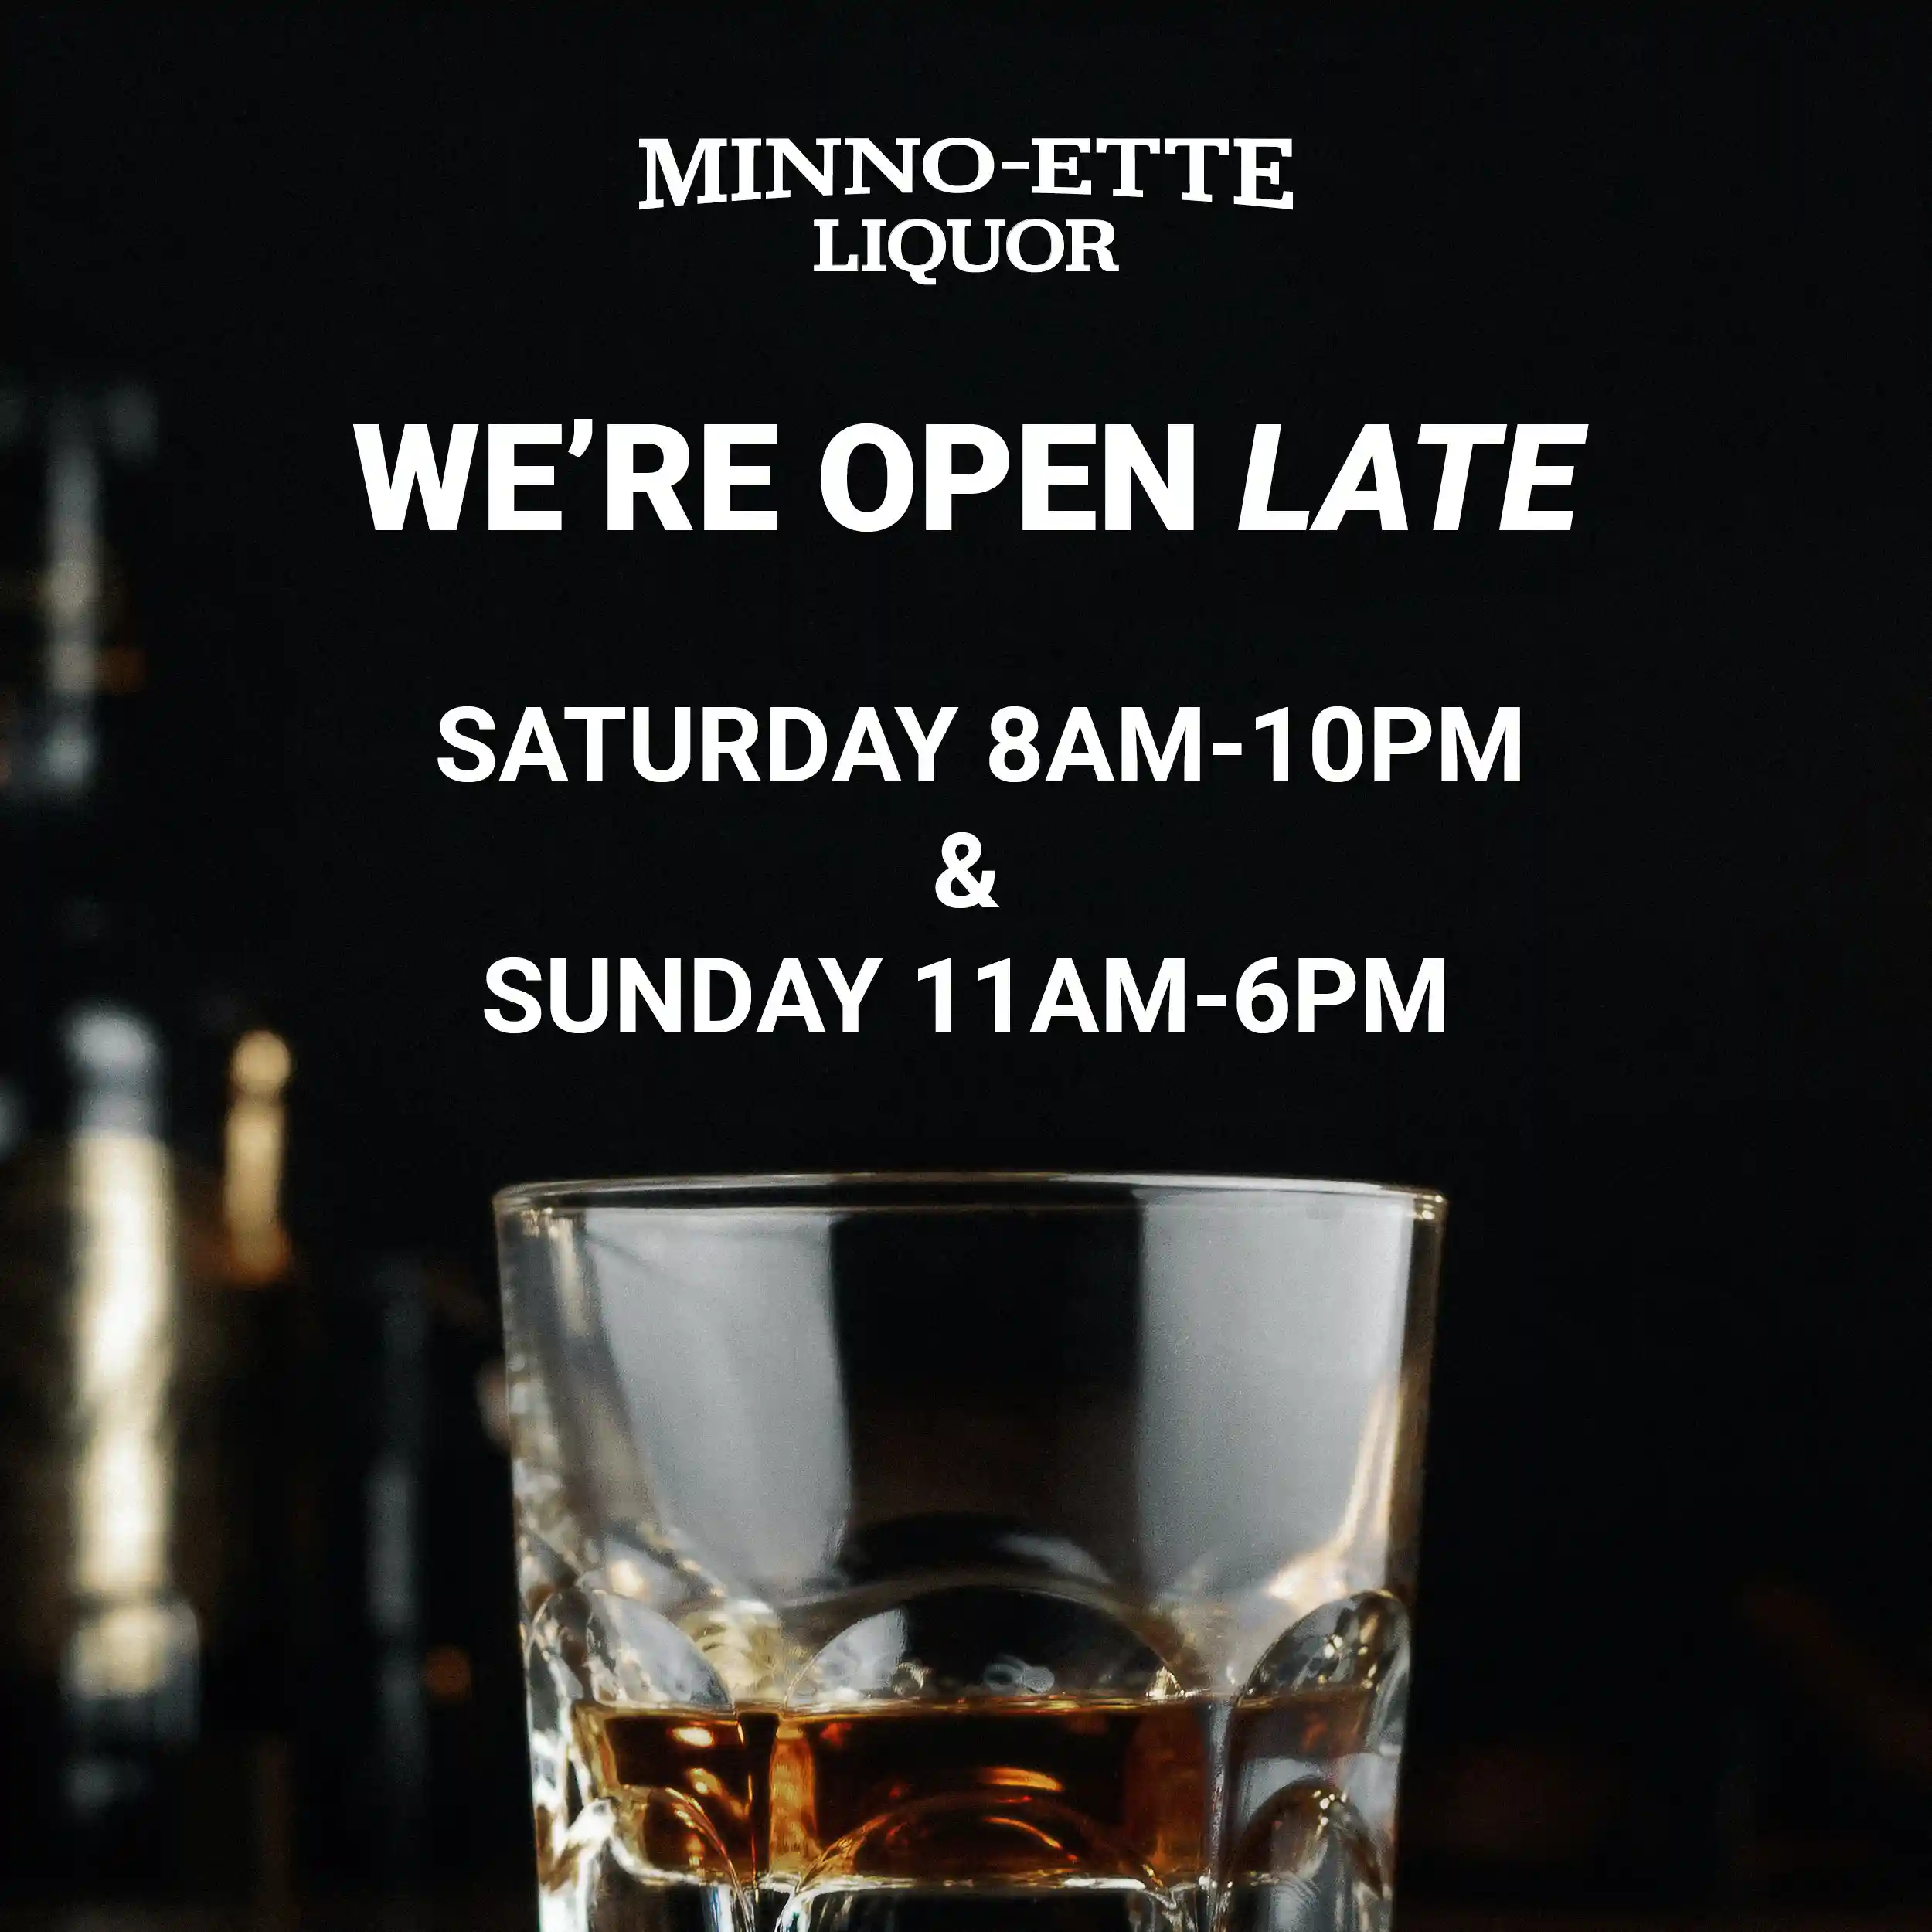 MINNO-ETTE
LIQUOR
WE’RE OPEN LATE
SATURDAY 8AM-10PM
&
SUNDAY 11AM-6PM